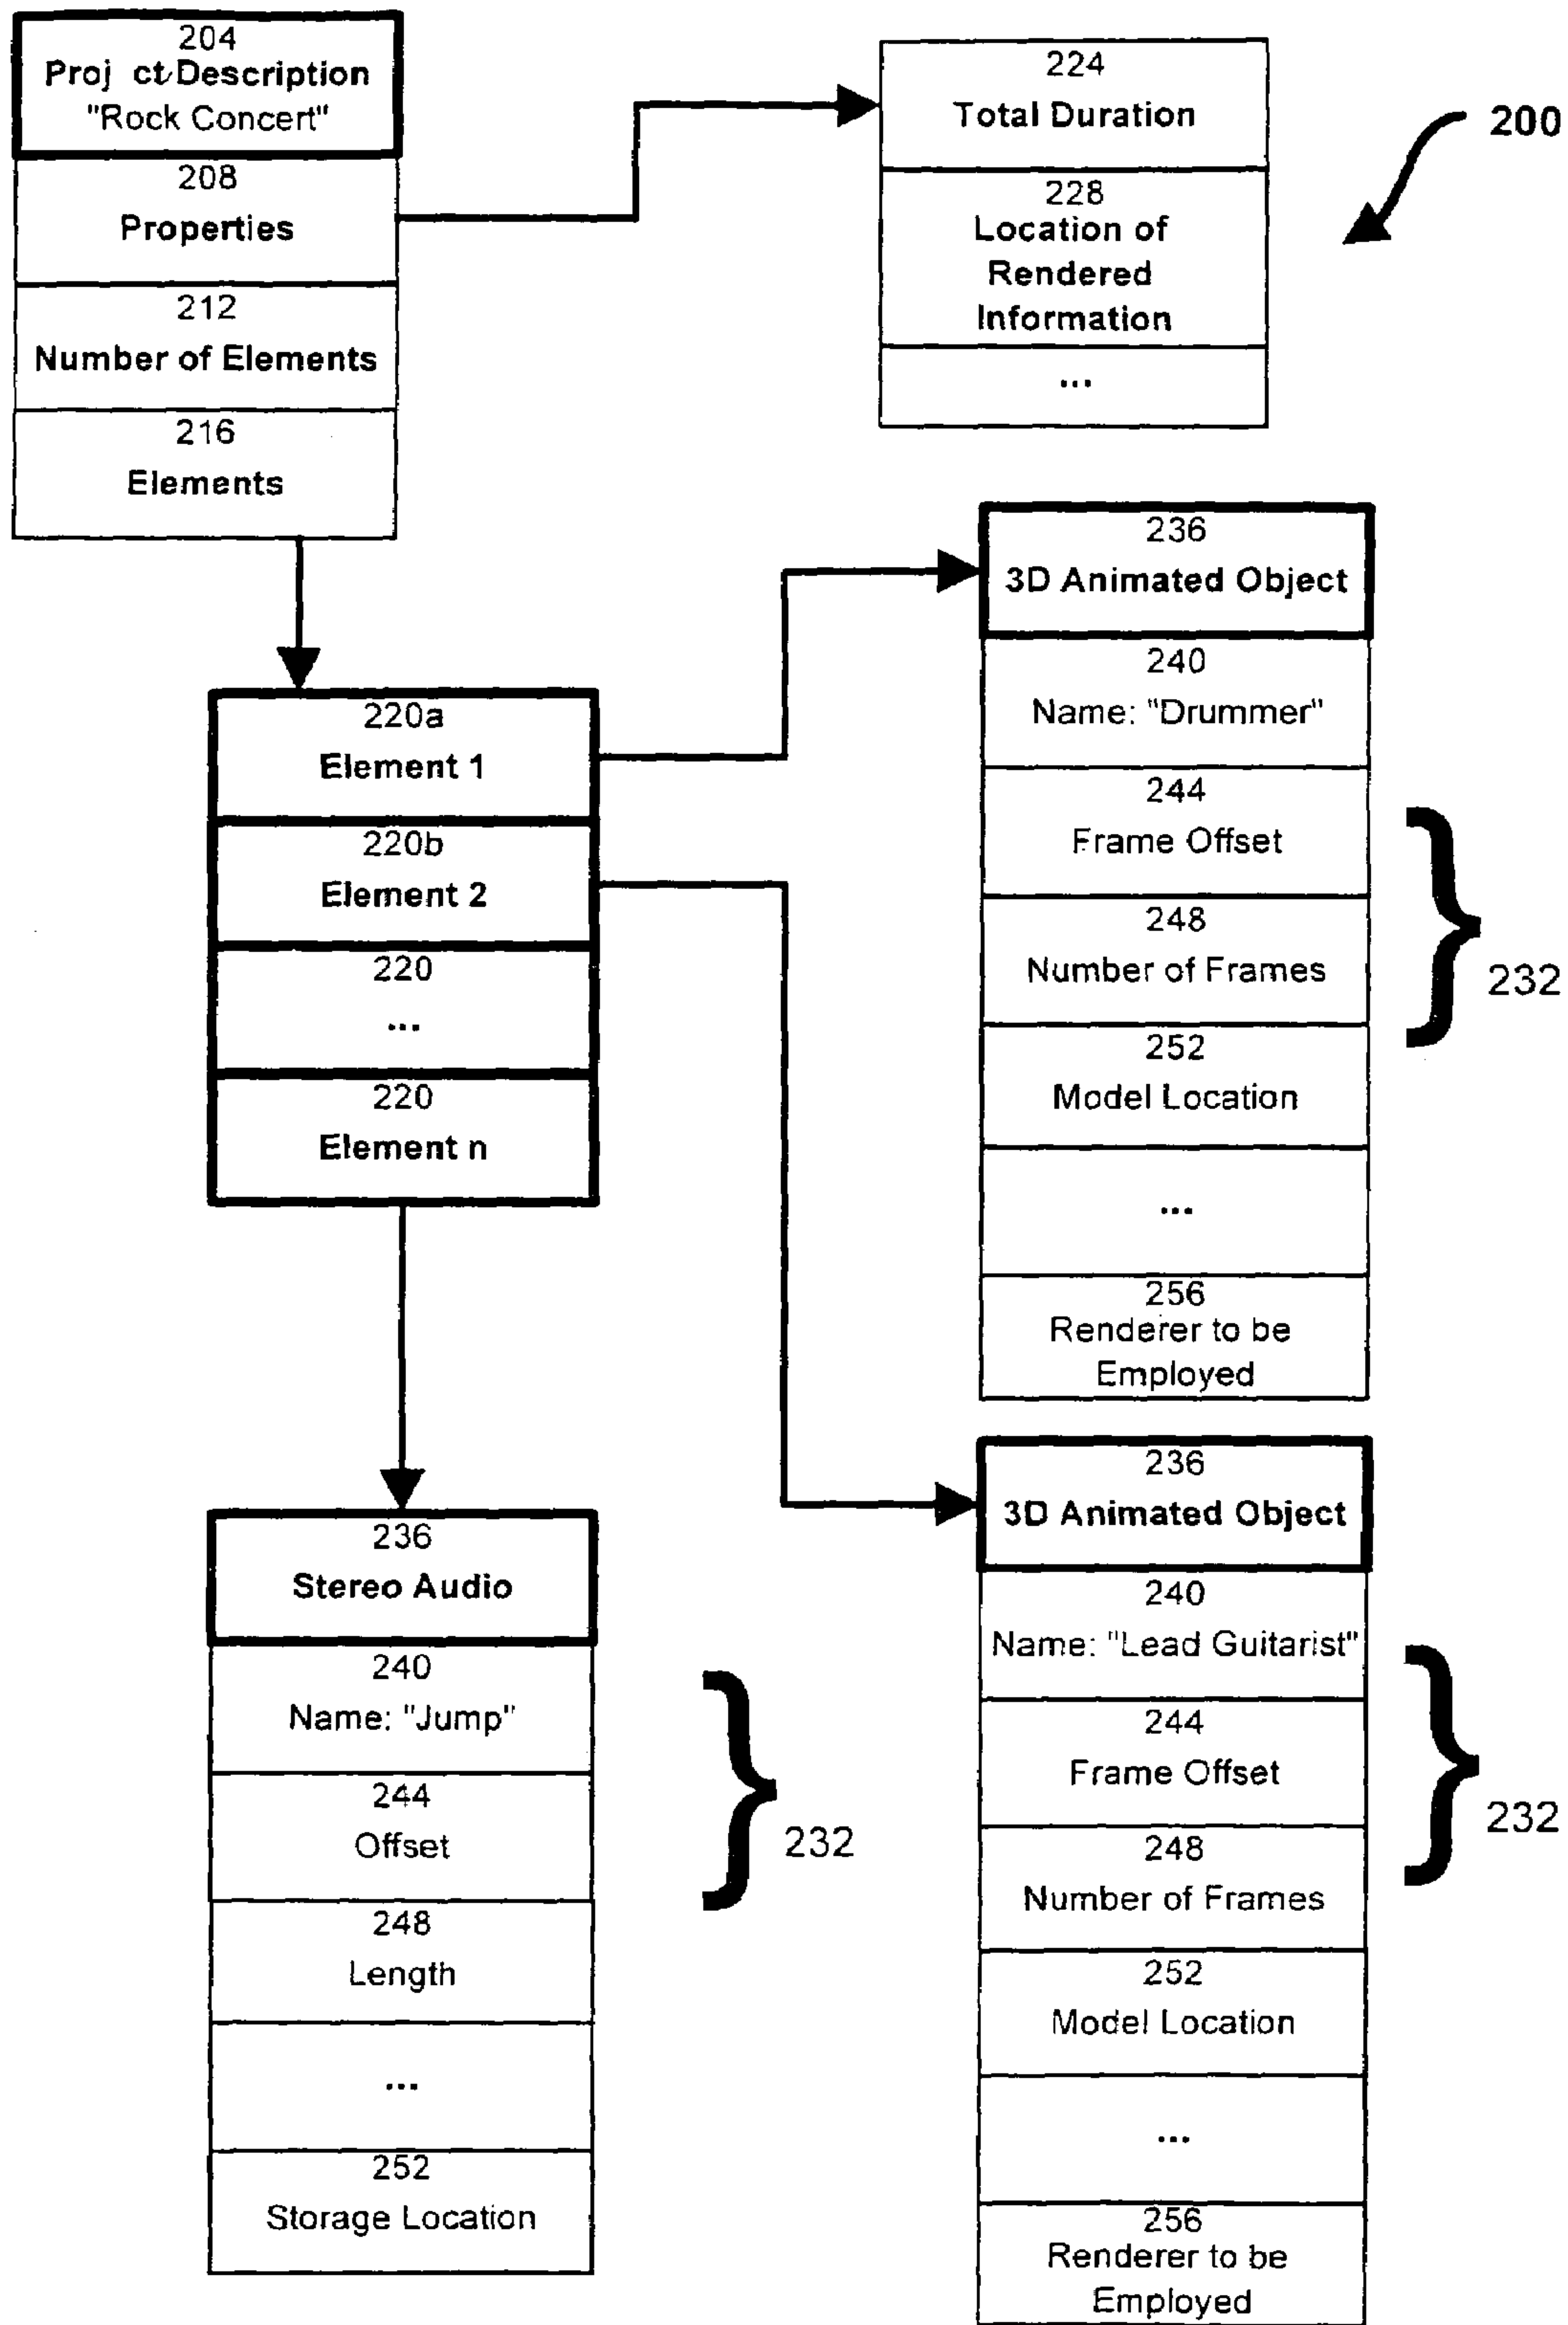 204
Proj ct Description
"Rock Concert"
208
Properties
212
Number of Elements
216
Elements
224
Total Duration
228
Location of
Rendered
Information
...
200
220a
Element 1
220b
Element 2
220
...
220
Element n
236
3D Animated Object
240
Name: "Drummer"
244
Frame Offset
248
Number of Frames
252
Model Location
...
256
Renderer to be
Employed
232
236
Stereo Audio
240
Name: "Jump"
244
Offset
248
Length
...
252
Storage Location
232
236
3D Animated Object
240
Name: "Lead Guitarist"
244
Frame Offset
248
Number of Frames
252
Model Location
...
256
Renderer to be
Employed
232